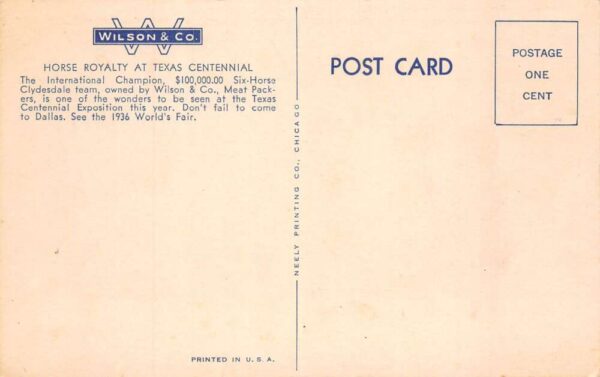 WILSON & CO.
HORSE ROYALTY AT TEXAS CENTENNIAL
The International Champion, $100,000.00 Six-Horse
Clydesdale team, owned by Wilson & Co., Meat Pack-
ers, is one of the wonders to be seen at the Texas
Centennial Exposition this year. Don't fail to come
to Dallas. See the 1936 World's Fair.
NEELY PRINTING CO., CHICAGO
PRINTED IN U. S. A.
POST CARD
POSTAGE
ONE
CENT